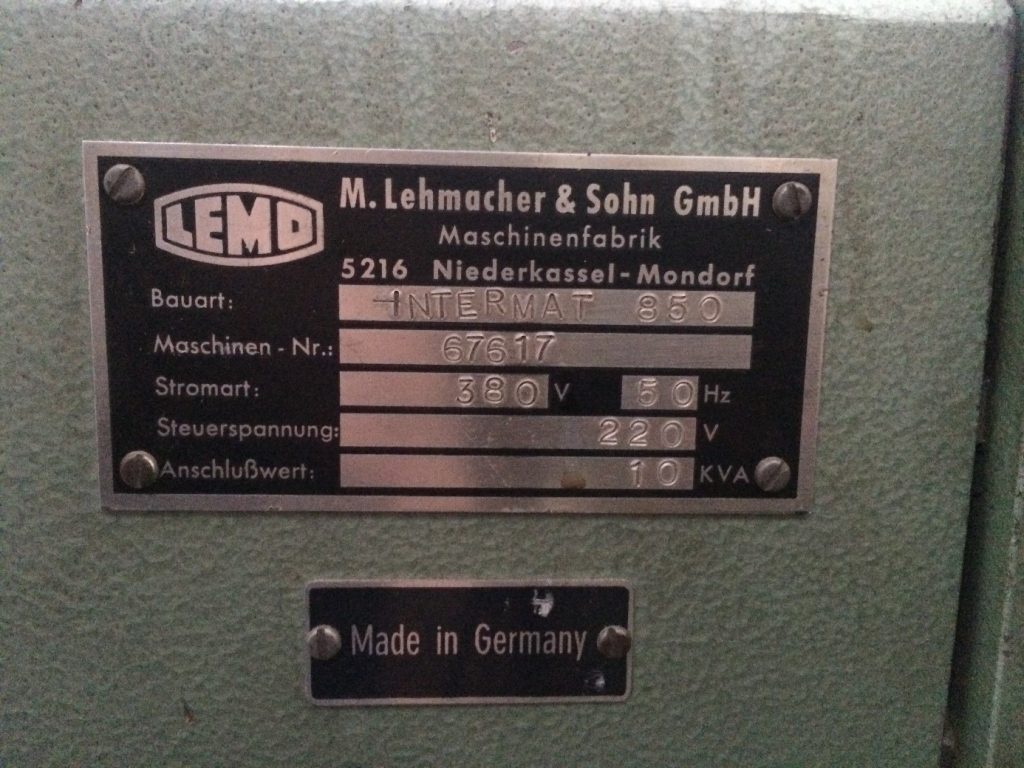 LEMO
M. Lehmacher & Sohn GmbH
Maschinenfabrik
5216 Niederkassel-Mondorf
Bauart: INTERMAT 850
Maschinen-Nr.: 67617
Stromart: 380 V 50 Hz
Steuerspannung: 220 V
Anschlußwert: 10 KVA
Made in Germany